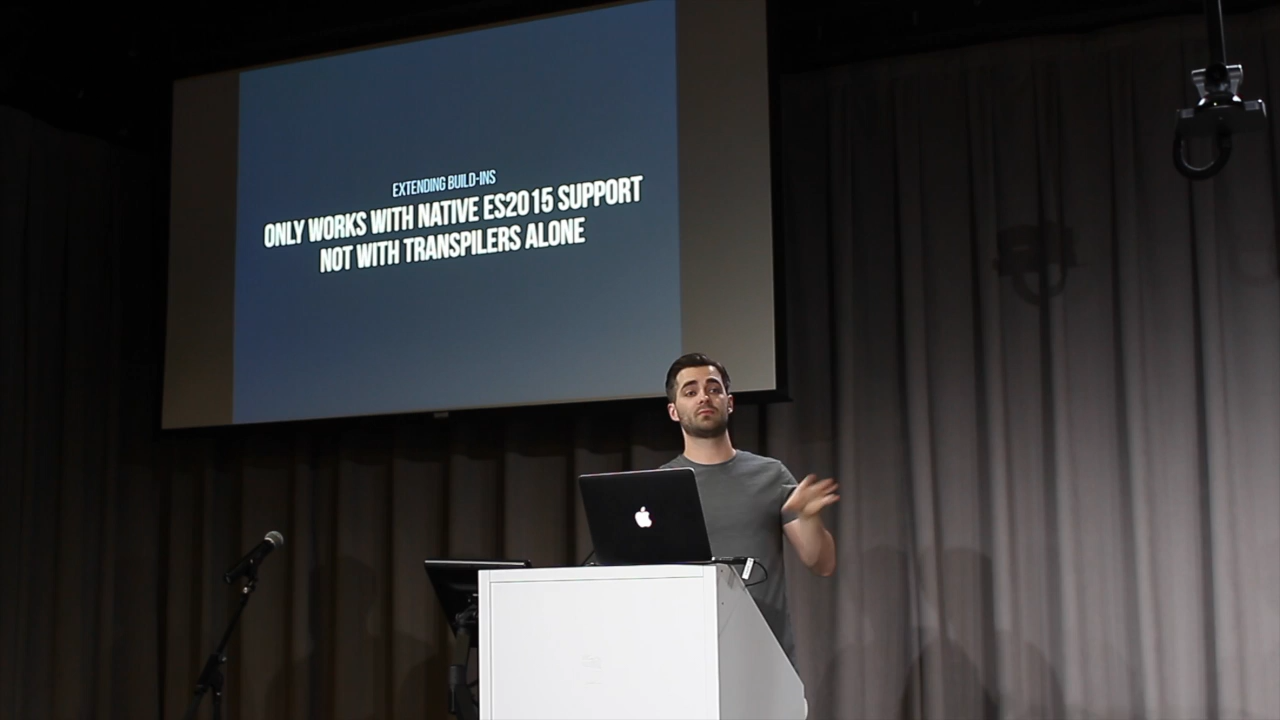 EXTENDING BUILD-INS
ONLY WORKS WITH NATIVE ES2015 SUPPORT
NOT WITH TRANSPILERS ALONE